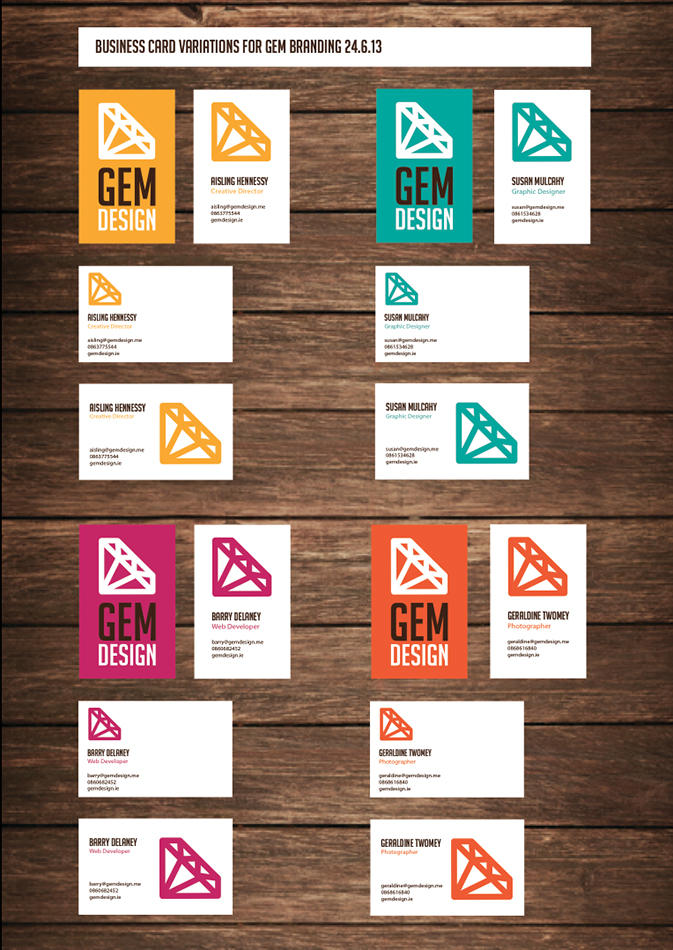 BUSINESS CARD VARIATIONS FOR GEM BRANDING 24.6.13
GEM
DESIGN
AISLING HENNESSY
Creative Director
aisling@gemdesign.me
0863775544
gemdesign.ie
GEM
DESIGN
SUSAN MULCAHY
Graphic Designer
susan@gemdesign.me
0861534628
gemdesign.ie
AISLING HENNESSY
Creative Director
aisling@gemdesign.me
0863775544
gemdesign.ie
SUSAN MULCAHY
Graphic Designer
susan@gemdesign.me
0861534628
gemdesign.ie
AISLING HENNESSY
Creative Director
aisling@gemdesign.me
0863775544
gemdesign.ie
SUSAN MULCAHY
Graphic Designer
susan@gemdesign.me
0861534628
gemdesign.ie
GEM
DESIGN
BARRY DELANEY
Web Developer
barry@gemdesign.me
0860682452
gemdesign.ie
GEM
DESIGN
GERALDINE TWOMEY
Photographer
geraldine@gemdesign.me
0868616840
gemdesign.ie
BARRY DELANEY
Web Developer
barry@gemdesign.me
0860682452
gemdesign.ie
GERALDINE TWOMEY
Photographer
geraldine@gemdesign.me
0868616840
gemdesign.ie
BARRY DELANEY
Web Developer
barry@gemdesign.me
0860682452
gemdesign.ie
GERALDINE TWOMEY
Photographer
geraldine@gemdesign.me
0868616840
gemdesign.ie